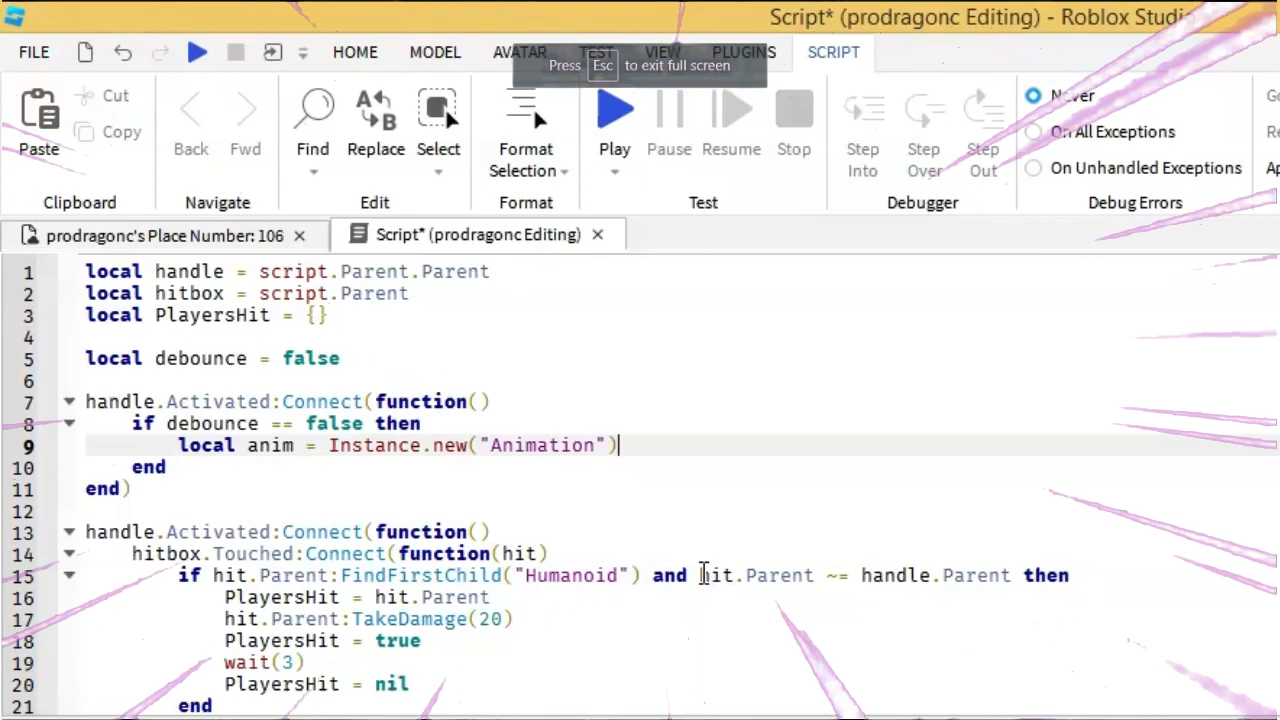 Script* (prodragonc Editing) - Roblox Studio
FILE HOME MODEL AVATAR TEST VIEW PLUGINS SCRIPT
Press Esc to exit full screen
Paste Cut Copy
Back Fwd
Find Replace Select
Format Selection
Play Pause Resume Stop
Step Into Step Over Step Out
Never
On All Exceptions
On Unhandled Exceptions
Clipboard Navigate Edit Format Test Debugger Debug Errors
prodragonc's Place Number: 106 × Script* (prodragonc Editing) ×
1 local handle = script.Parent.Parent
2 local hitbox = script.Parent
3 local PlayersHit = {}
4
5 local debounce = false
6
7 handle.Activated:Connect(function()
8 if debounce == false then
9 local anim = Instance.new("Animation")
10 end
11 end)
12
13 handle.Activated:Connect(function()
14 hitbox.Touched:Connect(function(hit)
15 if hit.Parent:FindFirstChild("Humanoid") and hit.Parent ~= handle.Parent then
16 PlayersHit = hit.Parent
17 hit.Parent:TakeDamage(20)
18 PlayersHit = true
19 wait(3)
20 PlayersHit = nil
21 end